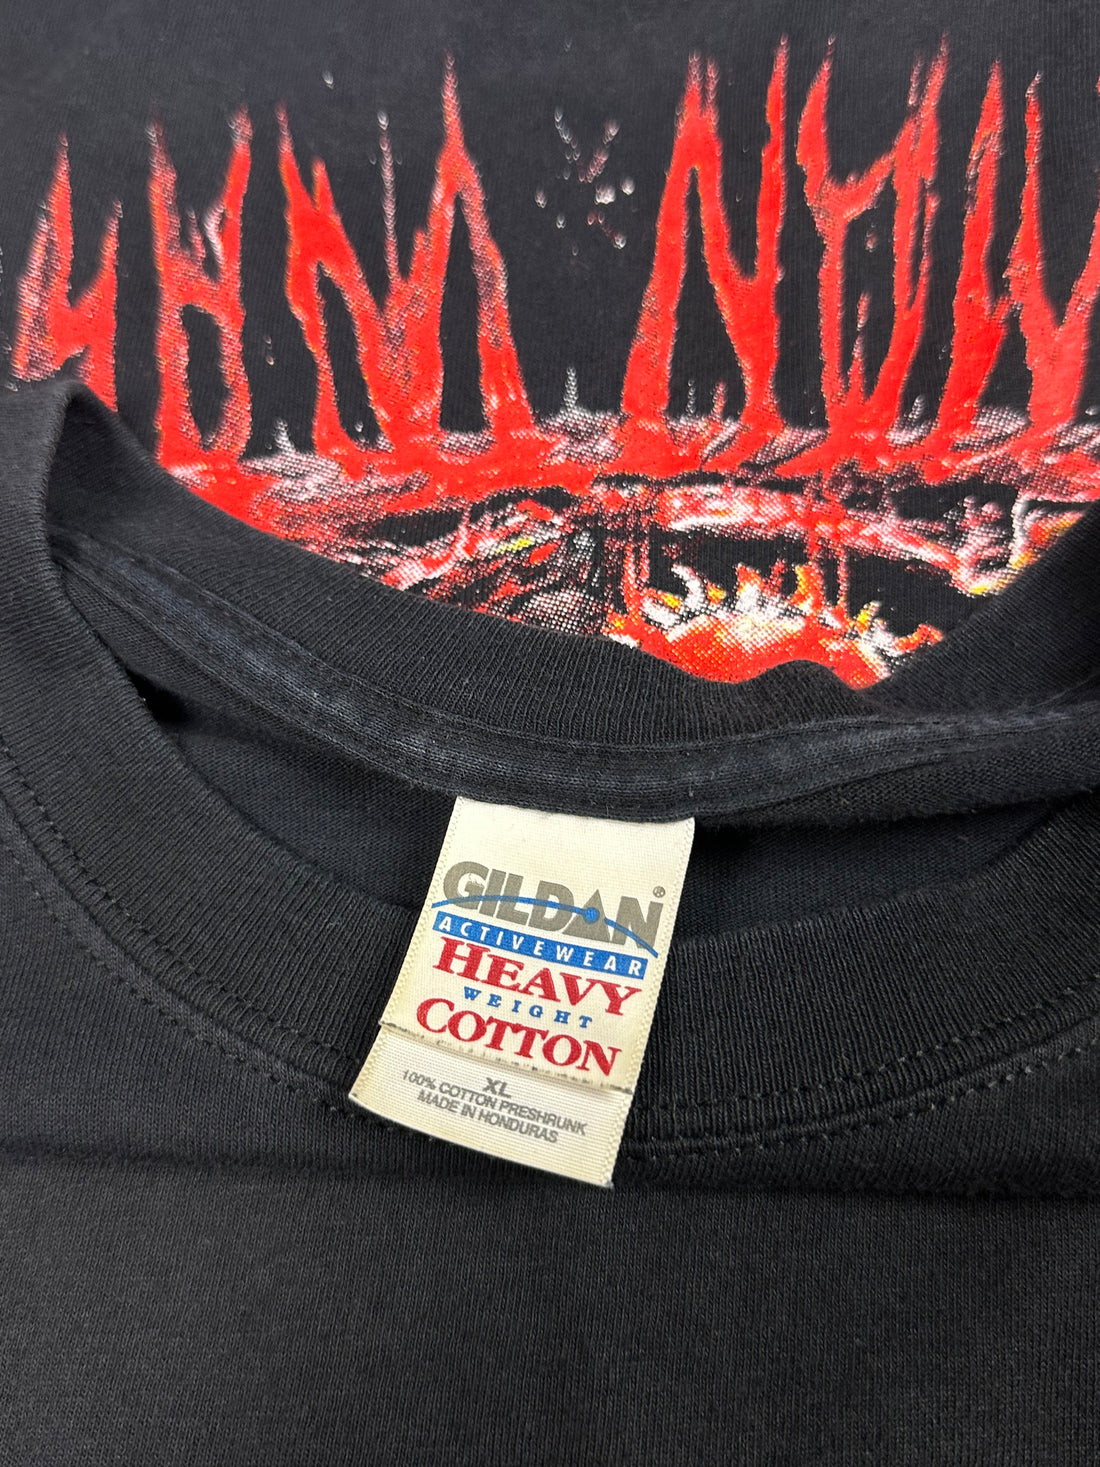 GILDAN®
ACTIVEWEAR
HEAVY
WEIGHT
COTTON
XL
100% COTTON PRESHRUNK
MADE IN HONDURAS